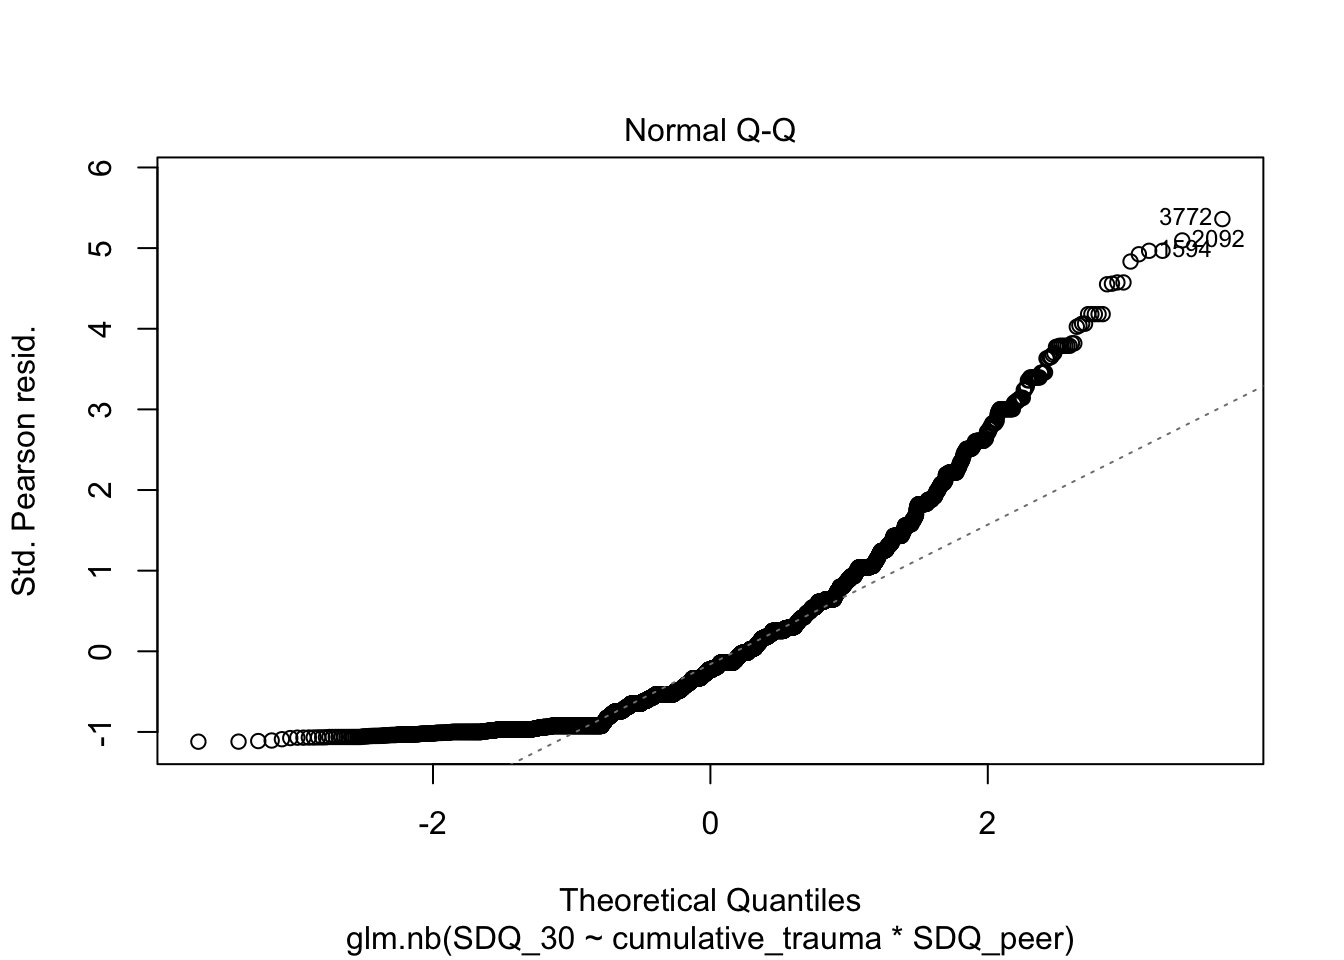 Normal Q-Q
6
5
4
3
2
1
0
-1
Std. Pearson resid.
3772
2092
1594
-2 0 2
Theoretical Quantiles
glm.nb(SDQ_30 ~ cumulative_trauma * SDQ_peer)